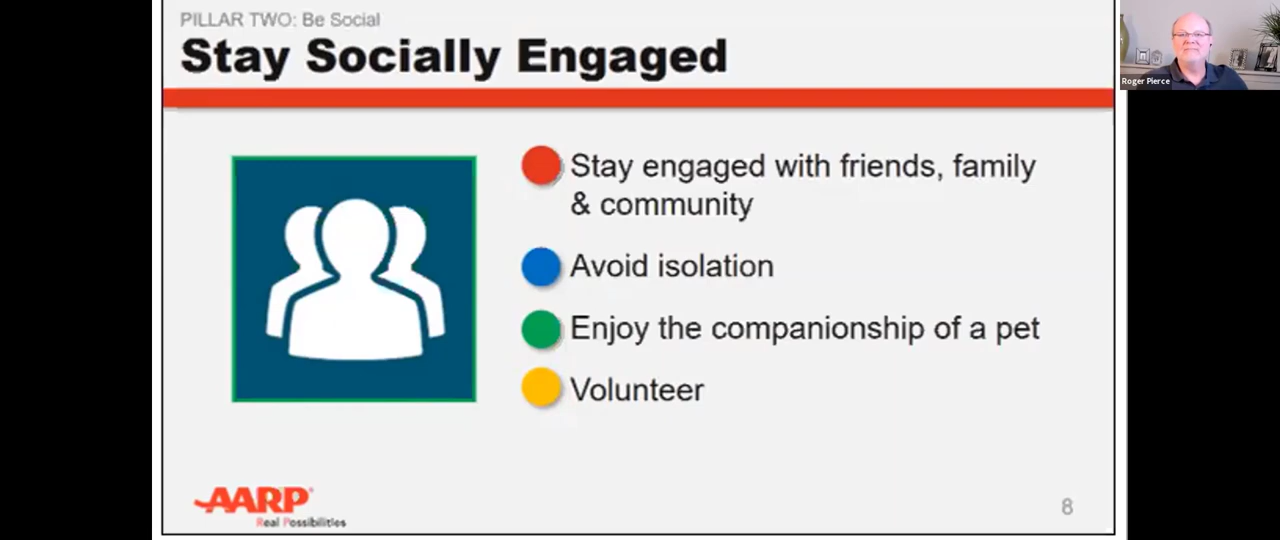 PILLAR TWO: Be Social
Stay Socially Engaged
Roger Pierce
Stay engaged with friends, family
& community
Avoid isolation
Enjoy the companionship of a pet
Volunteer
AARP
Real Possibilities
8